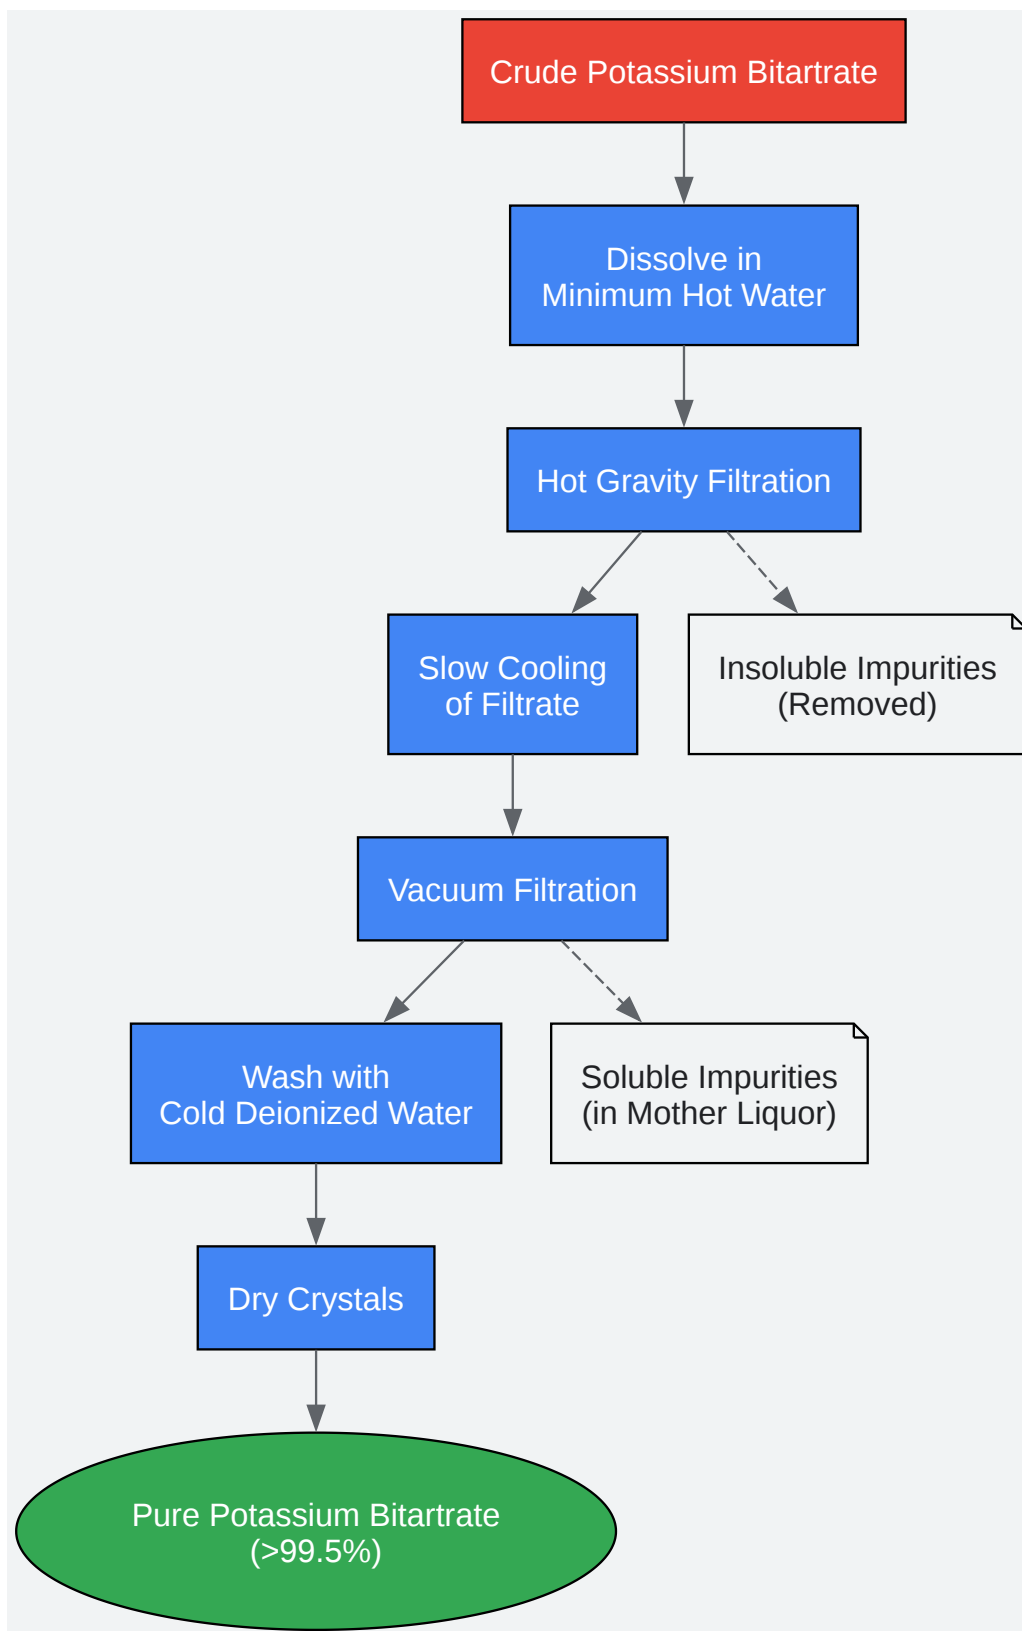 Crude Potassium Bitartrate
Dissolve in
Minimum Hot Water
Hot Gravity Filtration
Slow Cooling
of Filtrate
Insoluble Impurities
(Removed)
Vacuum Filtration
Wash with
Cold Deionized Water
Soluble Impurities
(in Mother Liquor)
Dry Crystals
Pure Potassium Bitartrate
(>99.5%)